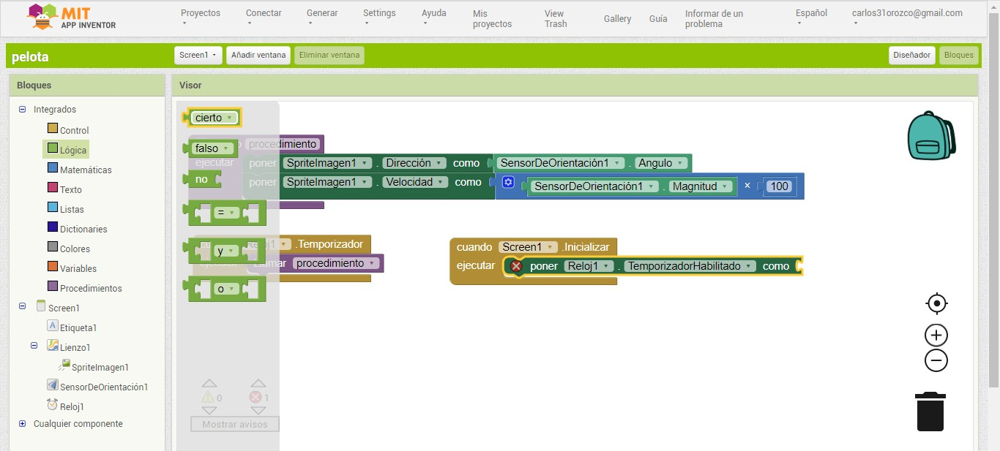 MIT
APP INVENTOR
Proyectos
Conectar
Generar
Settings
Ayuda
Mis
proyectos
View
Trash
Gallery
Guía
Informar de un
problema
Español
carlos31orozco@gmail.com
pelota
Screen1
Añadir ventana
Eliminar ventana
Diseñador
Bloques
Bloques
Integrados
Control
Lógica
Matemáticas
Texto
Listas
Dictionaries
Colores
Variables
Procedimientos
Screen1
Etiqueta1
Lienzo1
SpriteImagen1
SensorDeOrientación1
Reloj1
Cualquier componente
Visor
cierto
falso
no
=
y
o
procedimiento
ejecutar poner SpriteImagen1 . Dirección como SensorDeOrientación1 . Angulo
poner SpriteImagen1 . Velocidad como SensorDeOrientación1 . Magnitud × 100
.Temporizador
procedimiento
cuando Screen1 .Inicializar
ejecutar poner Reloj1 . TemporizadorHabilitado como
0 1
Mostrar avisos